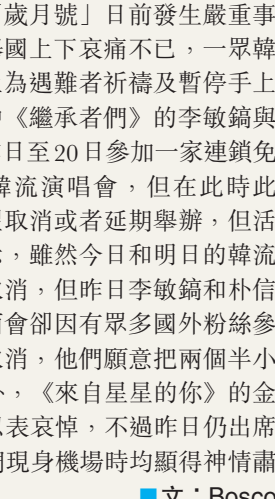 歲月號」日前發生嚴重事
國上下哀痛不已，一眾韓
為遇難者祈禱及暫停手上
《繼承者們》的李敏鎬與
日至20日參加一家連鎖免
韓流演唱會，但在此時此
取消或者延期舉辦，但活
，雖然今日和明日的韓流
消，但昨日李敏鎬和朴信
會卻因有眾多國外粉絲參
消，他們願意把兩個半小
，《來自星星的你》的金
表哀悼，不過昨日仍出席
現身機場時均顯得神情肅
■文：Bosco